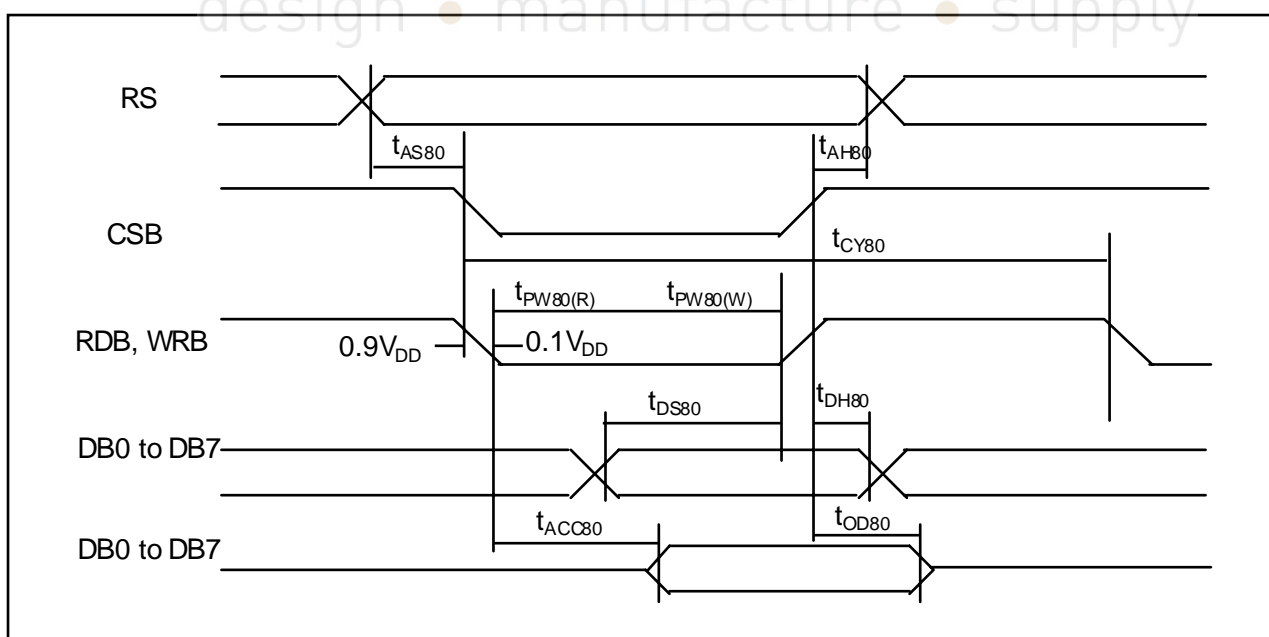 design • manufacture • supply
RS
tAS80 tAH80
CSB
tCY80
tPW80(R) tPW80(W)
RDB, WRB 0.9VDD 0.1VDD
tDS80 tDH80
DB0 to DB7
tACC80 tOD80
DB0 to DB7